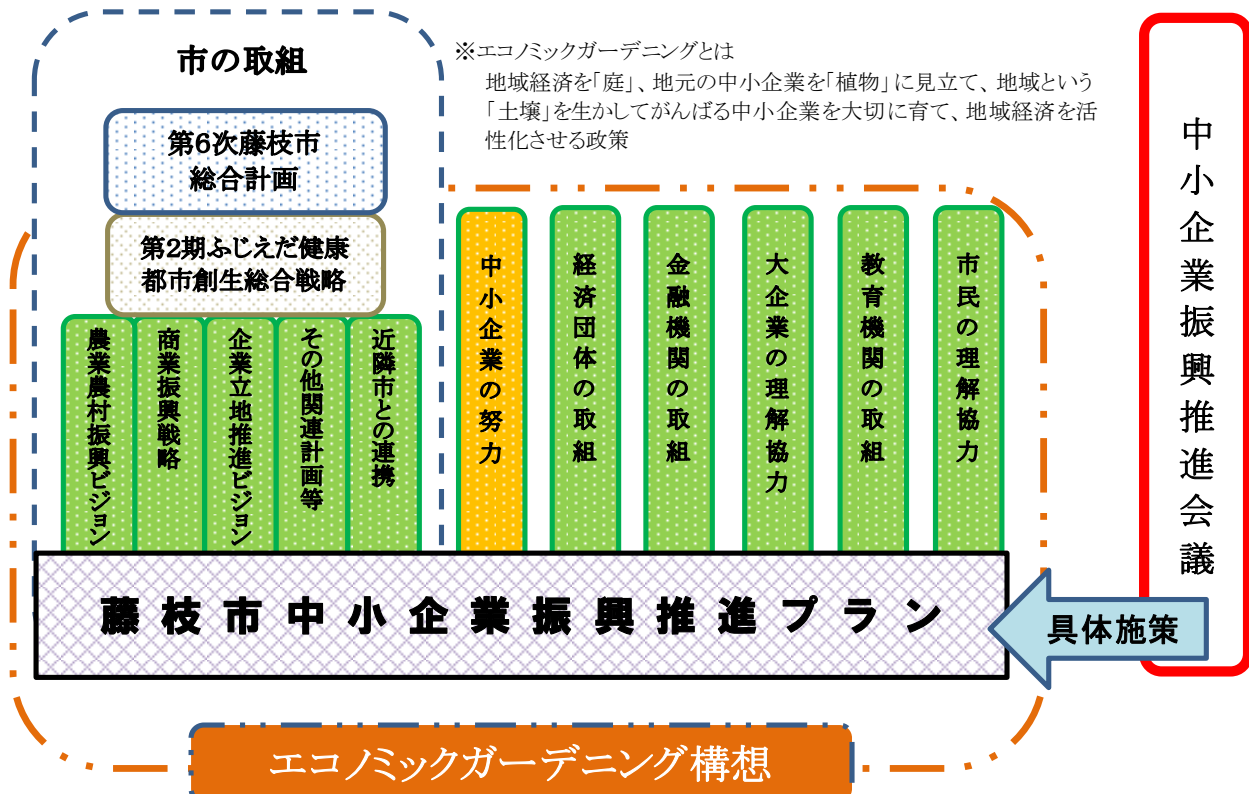 市の取組
※エコノミックガーデニングとは
地域経済を「庭」、地元の中小企業を「植物」に見立て、地域という
「土壌」を生かしてがんばる中小企業を大切に育て、地域経済を活
性化させる政策
第6次藤枝市
総合計画
第2期ふじえだ健康
都市創生総合戦略
農業農村振興ビジョン
商業振興戦略
企業立地推進ビジョン
その他関連計画等
近隣市との連携
中小企業の努力
経済団体の取組
金融機関の取組
大企業の理解協力
教育機関の取組
市民の理解協力
中小企業振興推進会議
藤枝市中小企業振興推進プラン
具体施策
エコノミックガーデニング構想